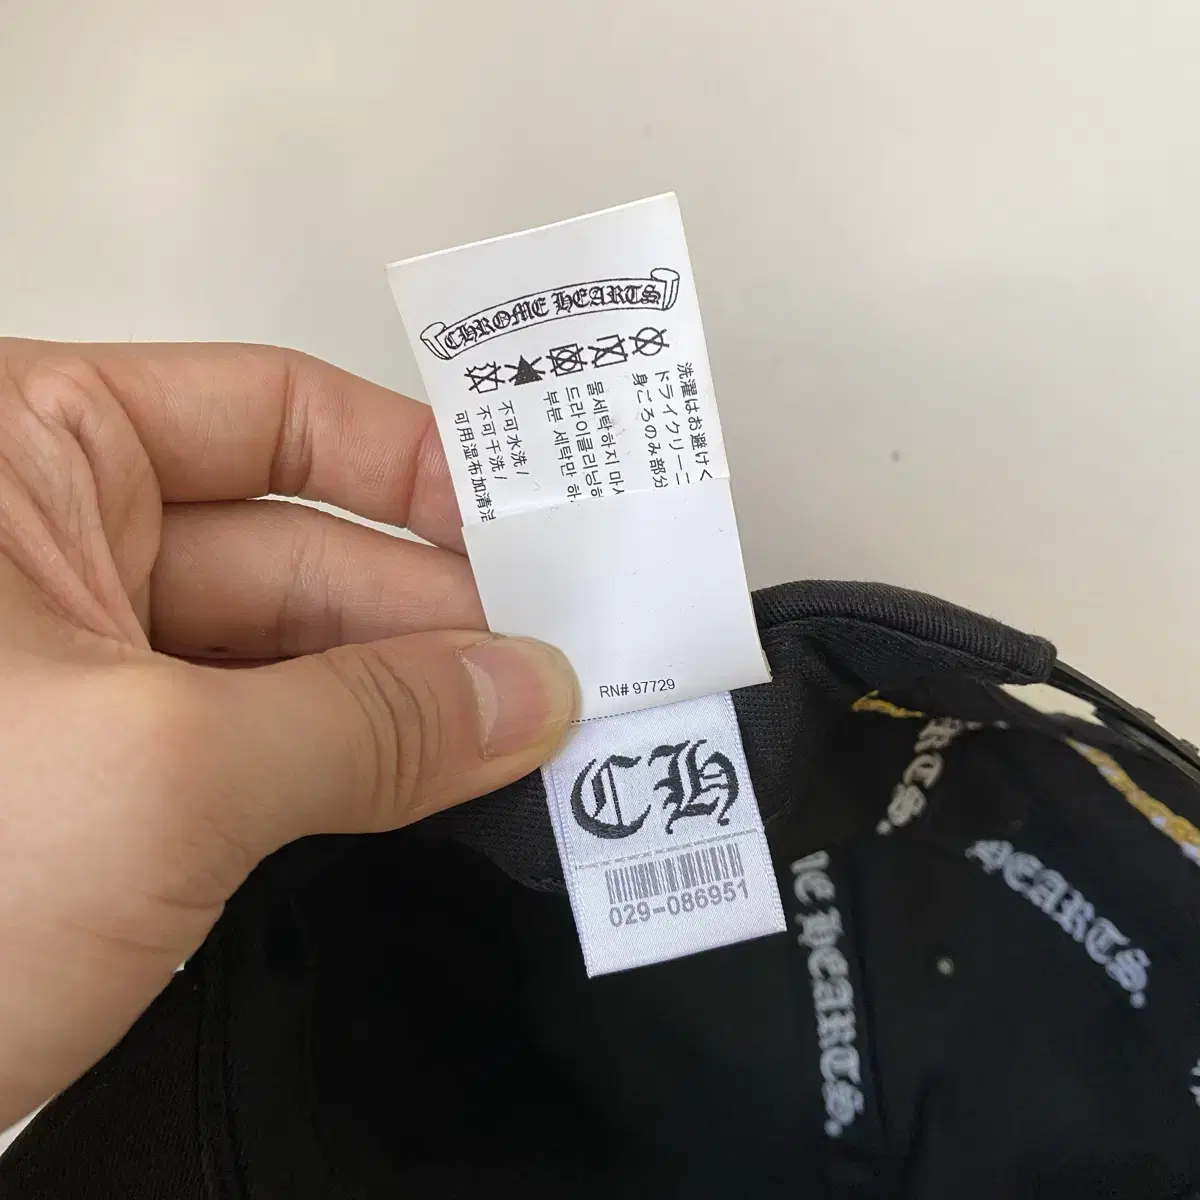 CHROME HEARTS
洗濯はお避けく
ドライクリーニ
身ごろのみ部分
물세탁하지 마
드라이클리닝
부분 세탁만 하
不可水洗/
不可干洗/
可用湿布加清洁
RN# 97729
CH
029-086951
RTS.
HEARTS.
HEARTS.